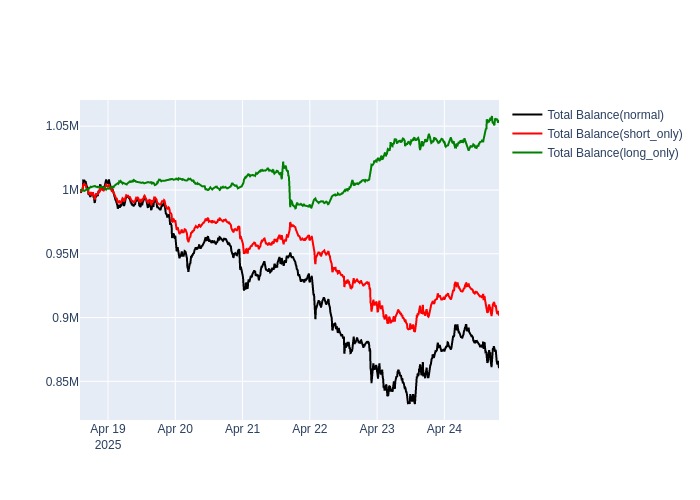 Total Balance(normal)
Total Balance(short_only)
Total Balance(long_only)
1.05M
1M
0.95M
0.9M
0.85M
Apr 19 Apr 20 Apr 21 Apr 22 Apr 23 Apr 24
2025